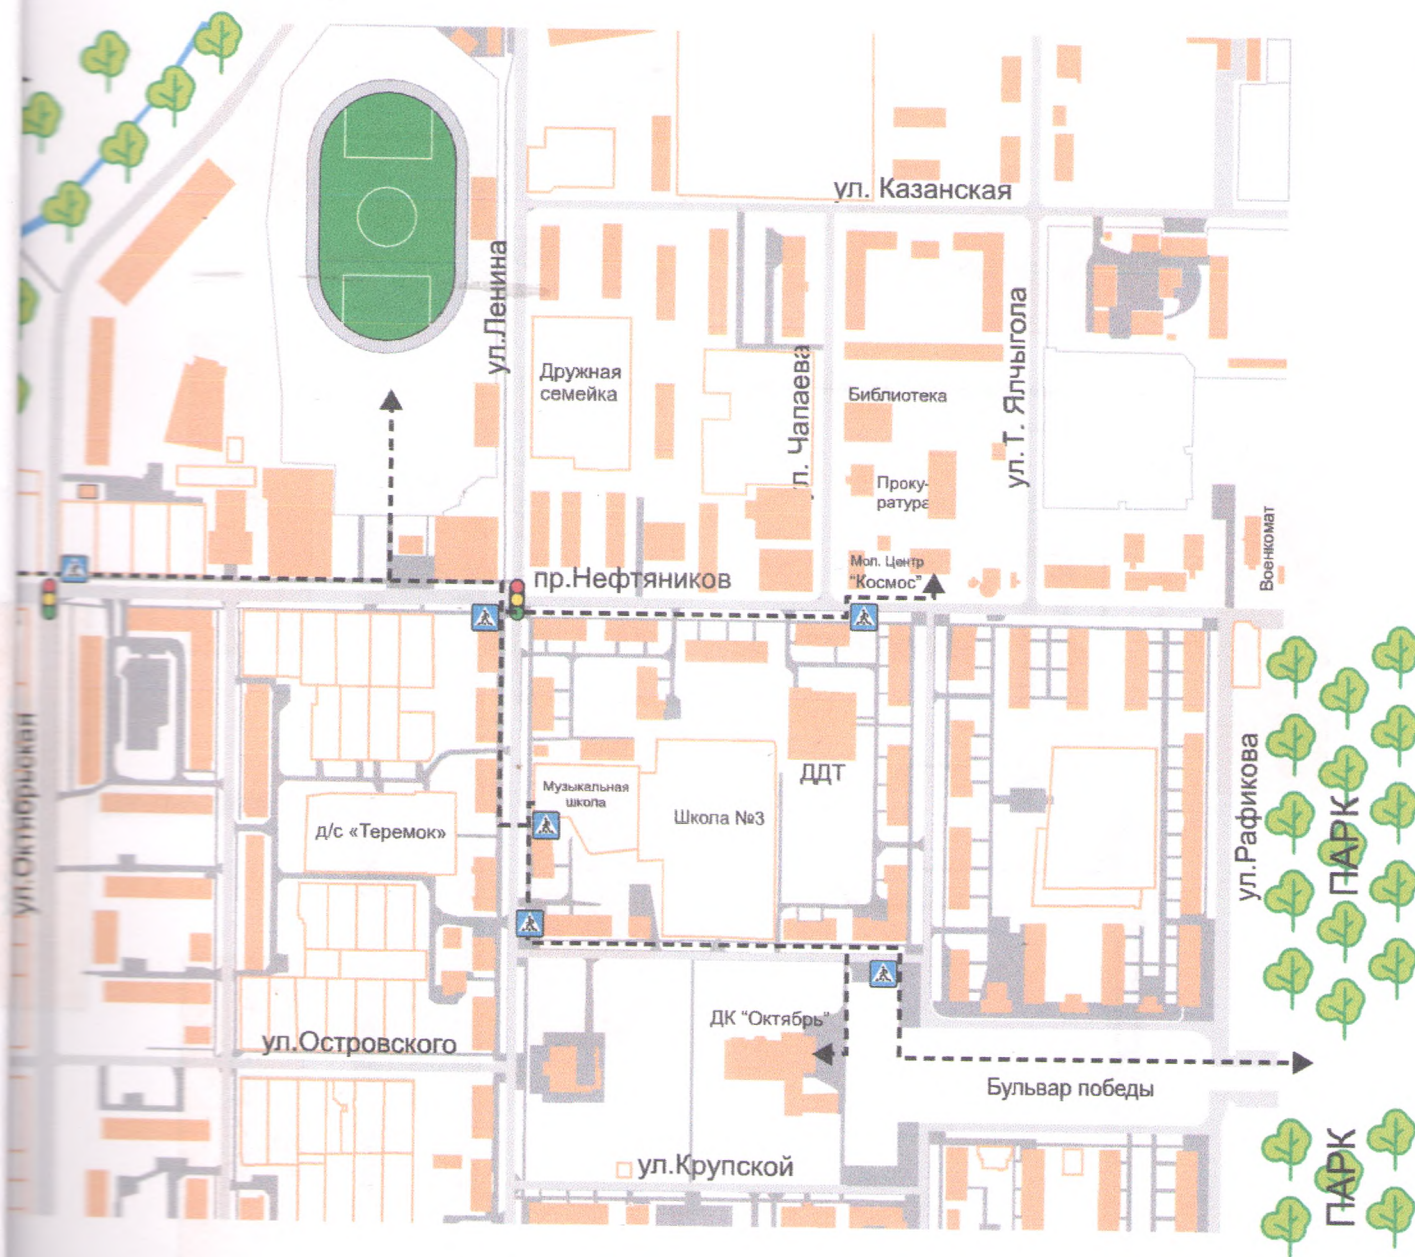 ул. Казанская
ул.Ленина
Дружная
семейка
ул. Чапаева
Библиотека
ул. Т. Ялчыгола
Проку-
ратура
Военкомат
Мол. Центр
"Космос"
пр.Нефтяников
ул.Октябрьская
Музыкальная
школа
ДДТ
Школа №3
д/с «Теремок»
ул.Рафикова
ПАРК
ДК "Октябрь"
ул.Островского
Бульвар победы
ул.Крупской
ПАРК